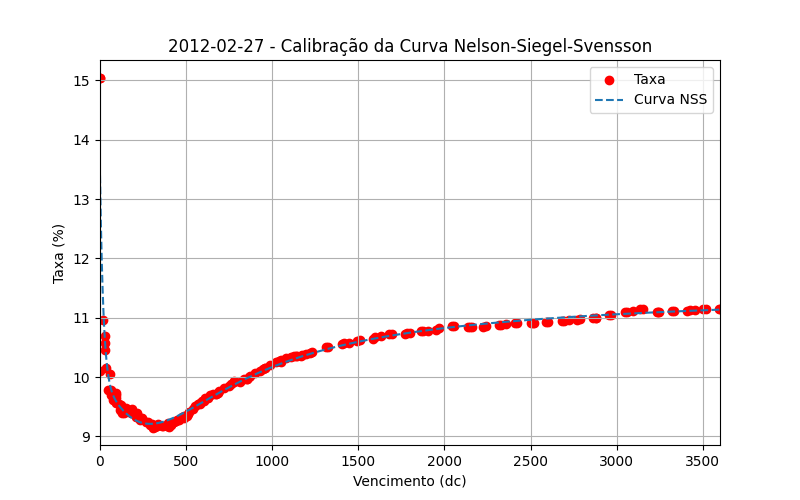 2012-02-27 - Calibração da Curva Nelson-Siegel-Svensson
Taxa
Curva NSS
Taxa (%)
15
14
13
12
11
10
9
0 500 1000 1500 2000 2500 3000 3500
Vencimento (dc)